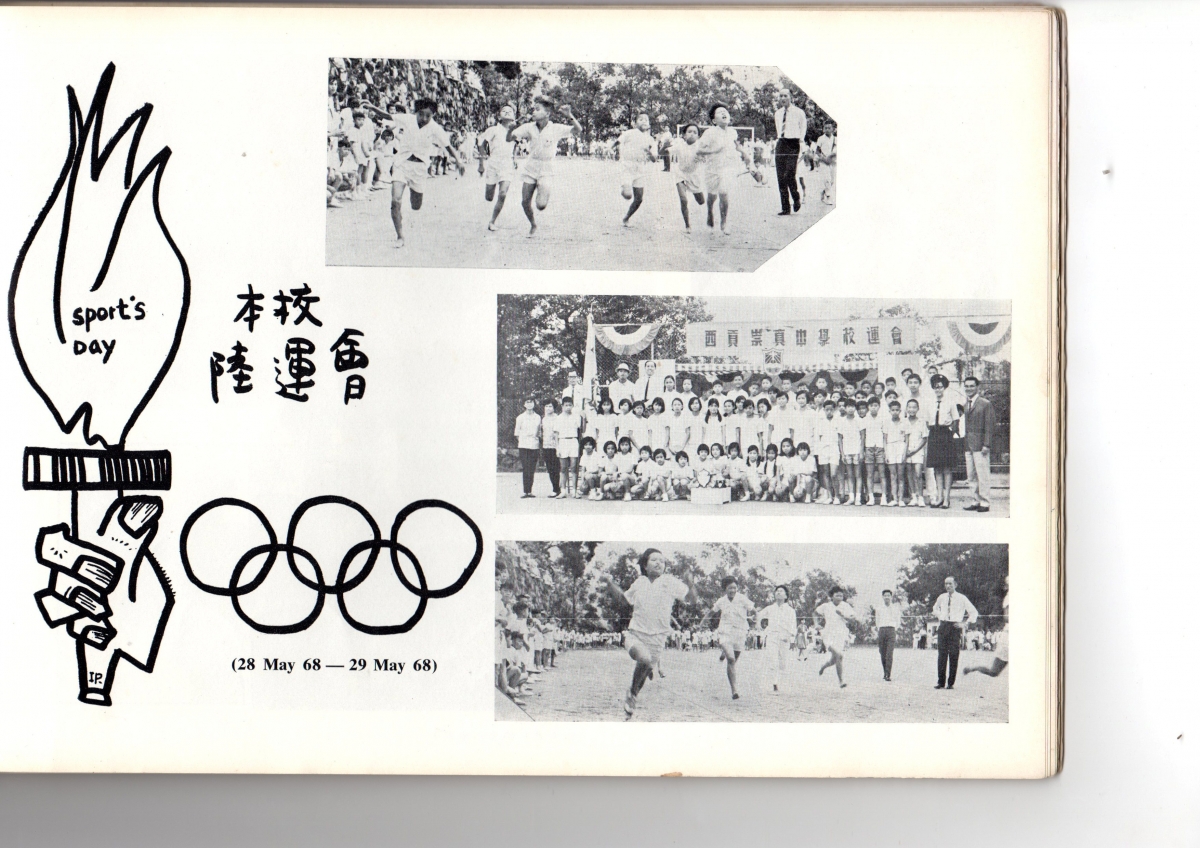 sport's
DAY
本校
陸運會
(28 May 68 — 29 May 68)
IP.
西貢崇真中學校運會